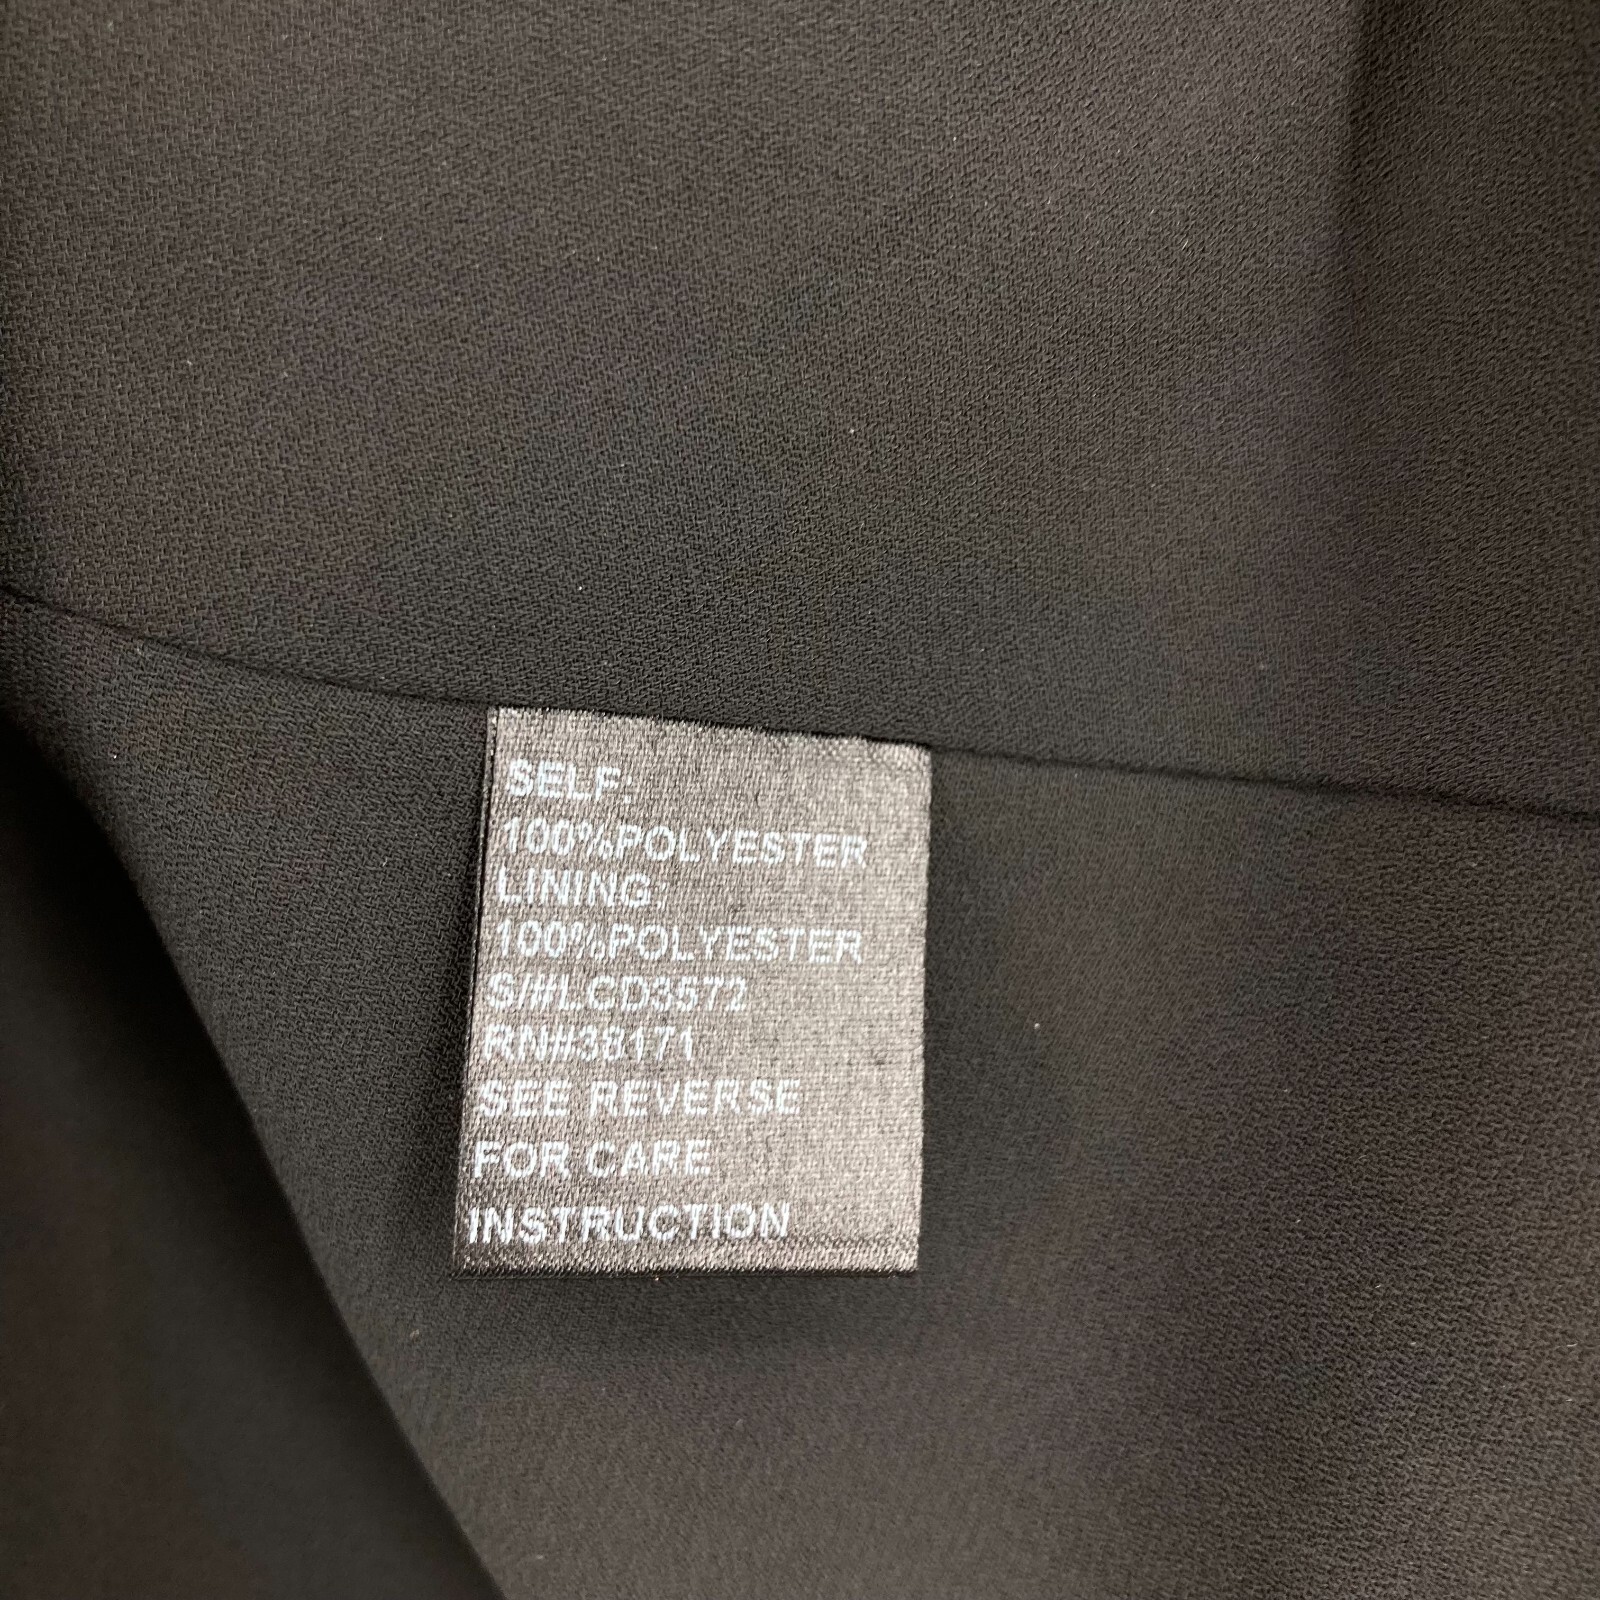 SELF:
100%POLYESTER
LINING:
100%POLYESTER
S/#LCD3572
RN#38171
SEE REVERSE
FOR CARE
INSTRUCTION